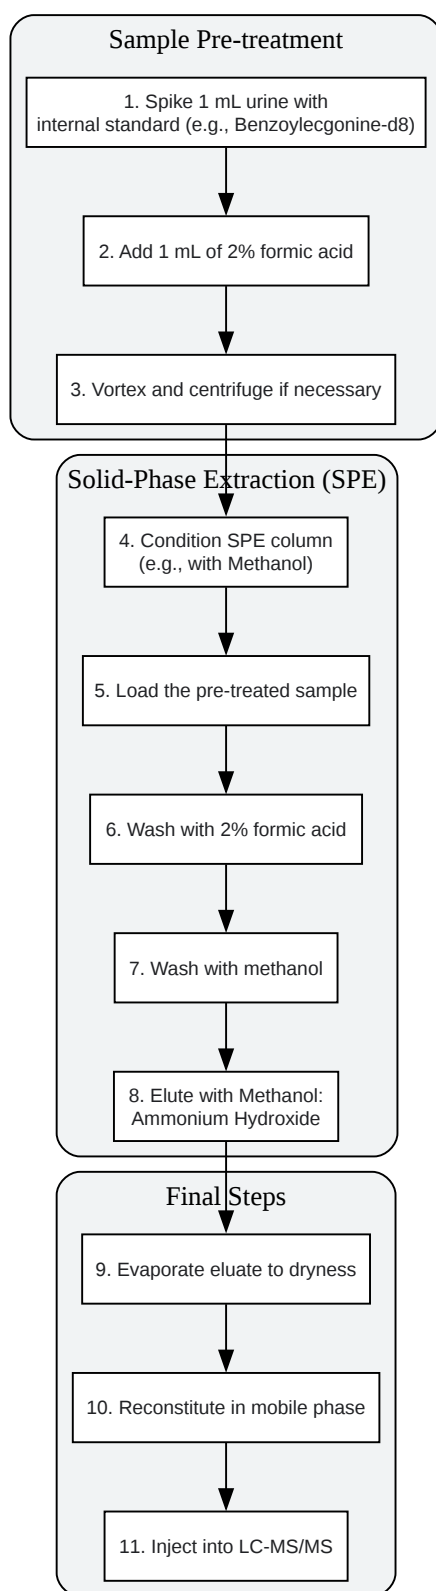 Sample Pre-treatment
1. Spike 1 mL urine with
internal standard (e.g., Benzoylecgonine-d8)
2. Add 1 mL of 2% formic acid
3. Vortex and centrifuge if necessary
Solid-Phase Extraction (SPE)
4. Condition SPE column
(e.g., with Methanol)
5. Load the pre-treated sample
6. Wash with 2% formic acid
7. Wash with methanol
8. Elute with Methanol:
Ammonium Hydroxide
Final Steps
9. Evaporate eluate to dryness
10. Reconstitute in mobile phase
11. Inject into LC-MS/MS